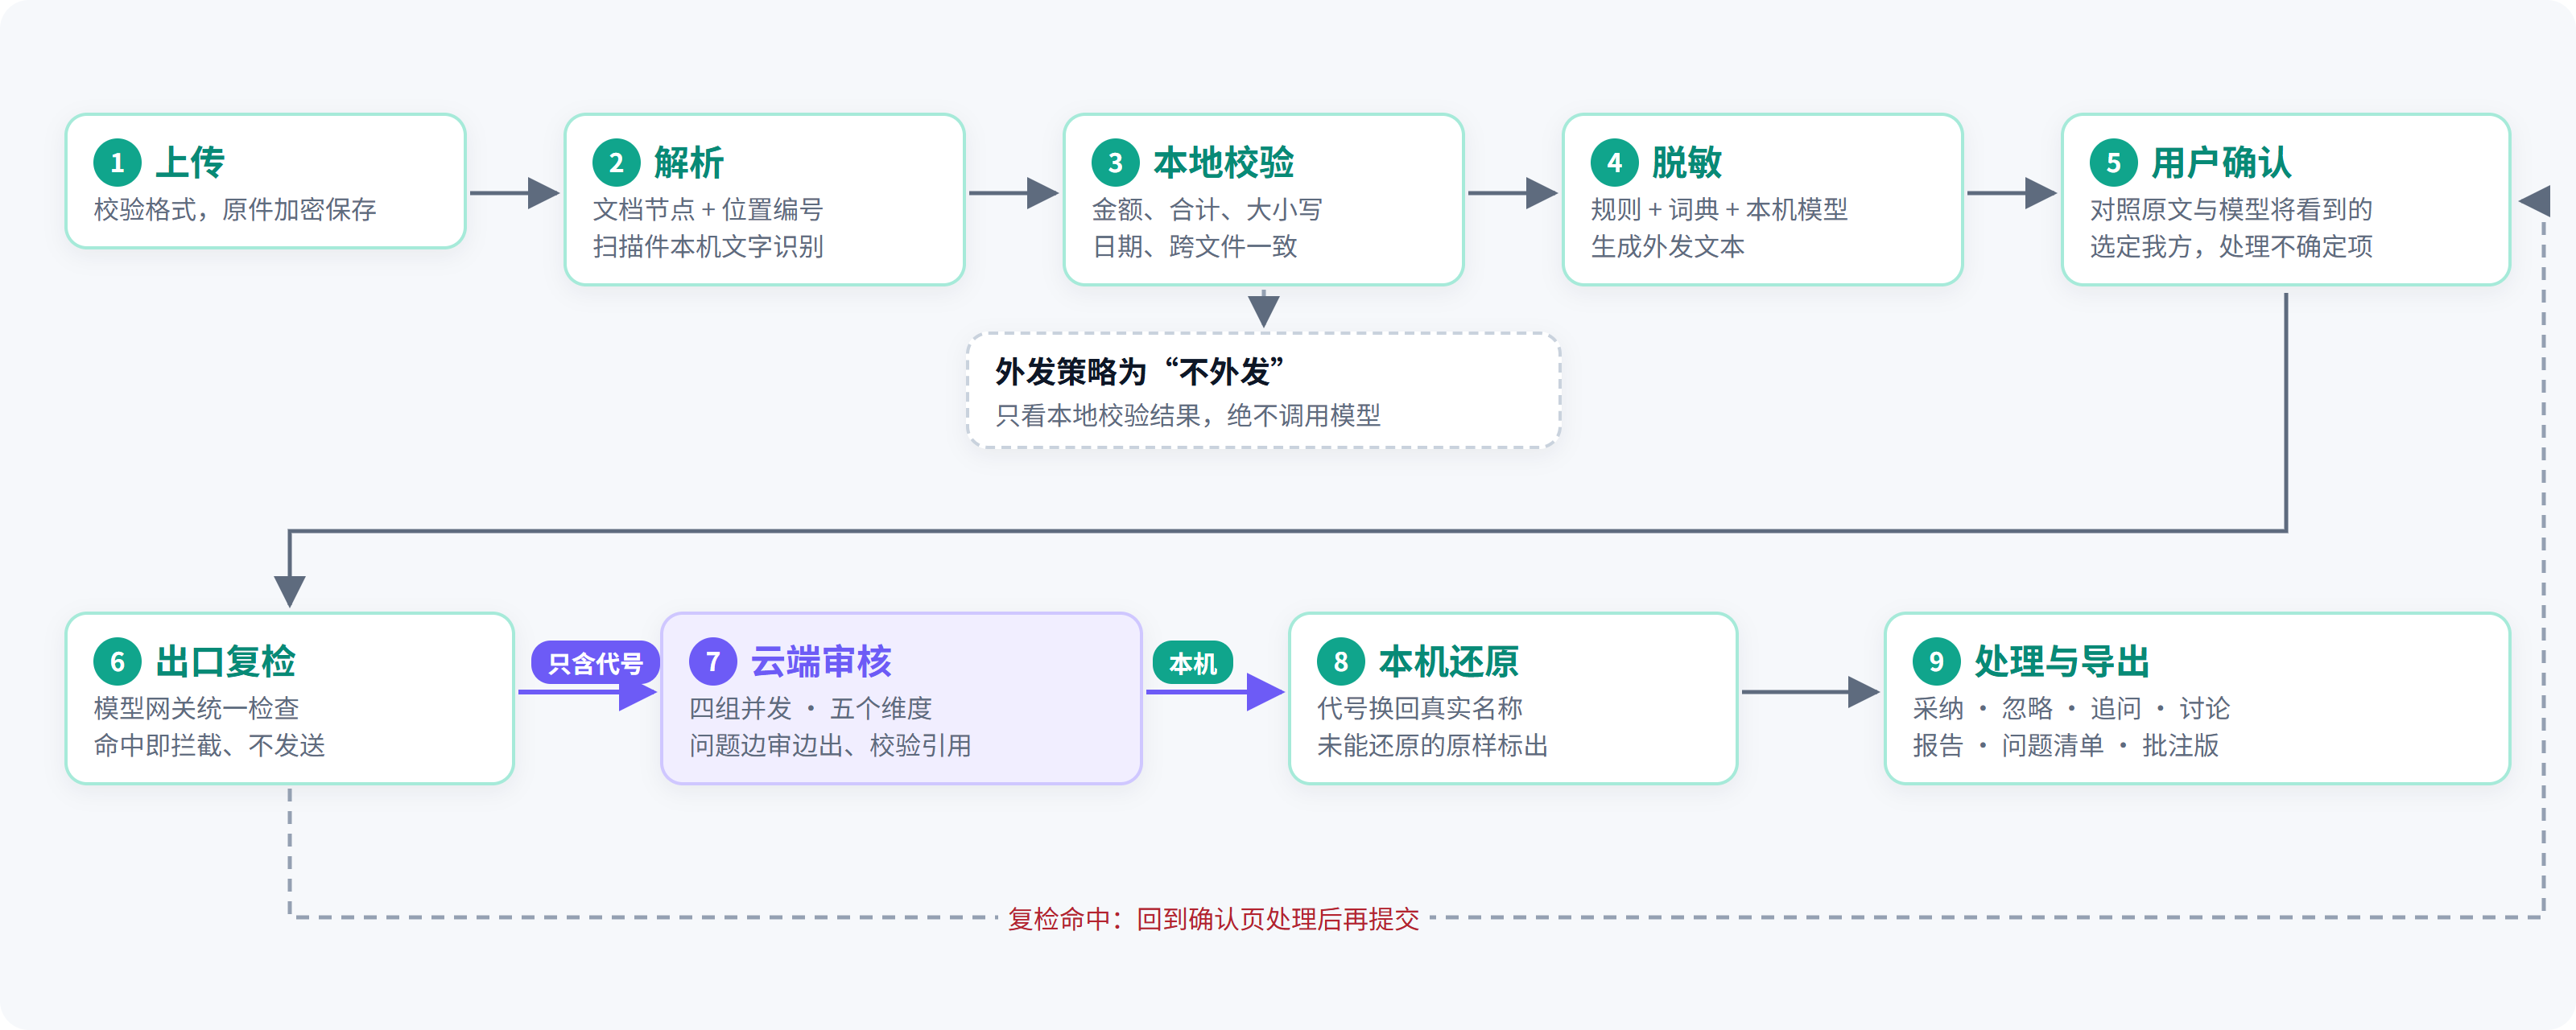 1 上传
校验格式，原件加密保存
2 解析
文档节点 + 位置编号
扫描件本机文字识别
3 本地校验
金额、合计、大小写
日期、跨文件一致
4 脱敏
规则 + 词典 + 本机模型
生成外发文本
5 用户确认
对照原文与模型将看到的
选定我方，处理不确定项
外发策略为“不外发”
只看本地校验结果，绝不调用模型
6 出口复检
模型网关统一检查
命中即拦截、不发送
只含代号
7 云端审核
四组并发 · 五个维度
问题边审边出、校验引用
本机
8 本机还原
代号换回真实名称
未能还原的原样标出
9 处理与导出
采纳 · 忽略 · 追问 · 讨论
报告 · 问题清单 · 批注版
复检命中：回到确认页处理后再提交